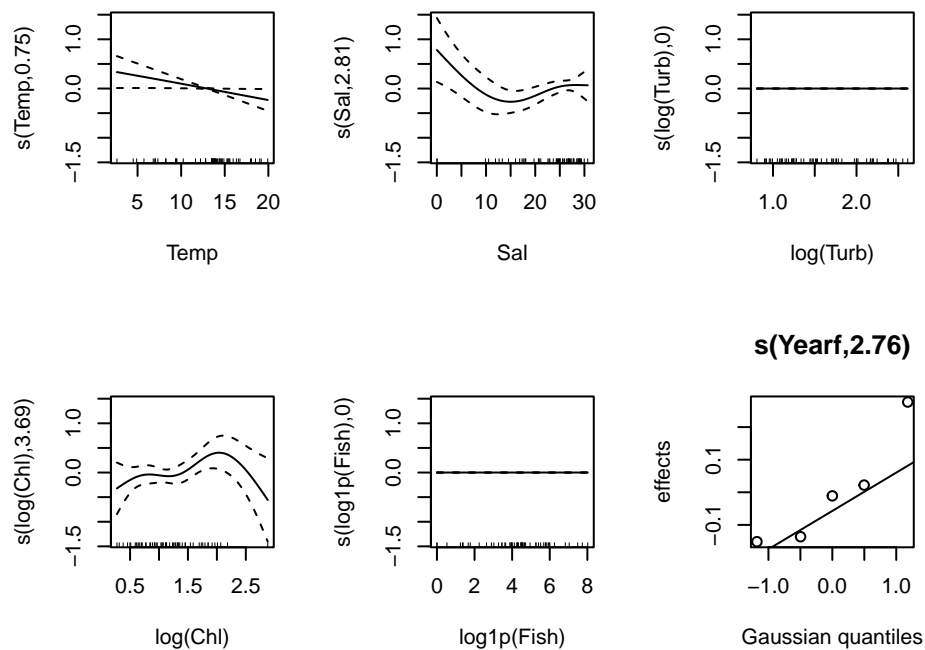 s(Temp,0.75)
−1.5 0.0 1.0
5 10 15 20
Temp
s(Sal,2.81)
−1.5 0.0 1.0
0 10 20 30
Sal
s(log(Turb),0)
−1.5 0.0 1.0
1.0 2.0
log(Turb)
s(log(Chl),3.69)
−1.5 0.0 1.0
0.5 1.5 2.5
log(Chl)
s(log1p(Fish),0)
−1.5 0.0 1.0
0 2 4 6 8
log1p(Fish)
s(Yearf,2.76)
effects
−0.1 0.1
−1.0 0.0 1.0
Gaussian quantiles